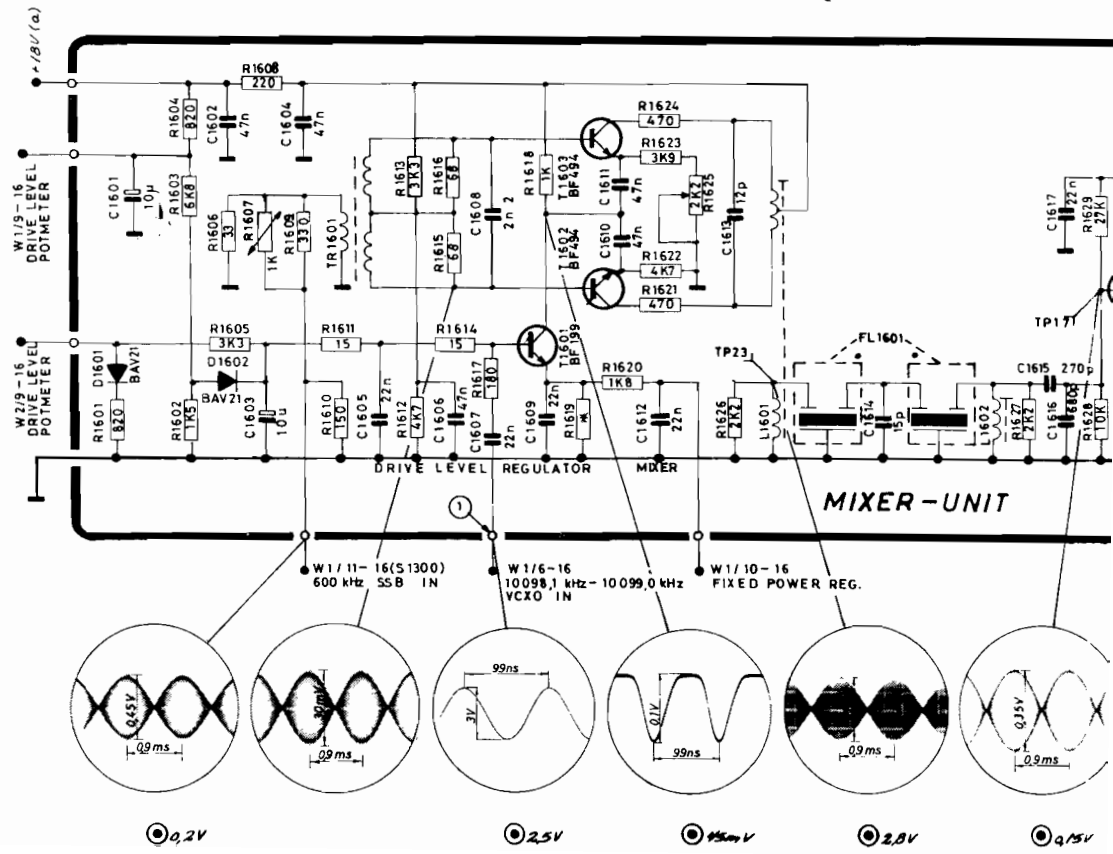 +18V(a)
R1608
220
R1604
820
C1602
47n
C1604
47n
W1/9-16
DRIVE LEVEL
POTMETER
C1601
10µ
R1603
6K8
R1606
33
R1607
1K
R1609
330
TR1601
R1613
3K3
R1616
68
R1615
68
C1608
2n2
R1618
1K
T1603
BF494
T1602
BF494
R1624
470
R1623
3K9
C1611
47n
C1610
47n
R1625
2K2
R1622
4K7
R1621
470
C1613
12p
C1617
22n
R1629
27K
TP17
W2/9-16
DRIVE LEVEL
POTMETER
D1601
BAV21
R1601
820
R1605
3K3
D1602
BAV21
R1602
1K5
C1603
10u
R1611
15
R1610
150
C1605
22n
R1614
15
R1612
4K7
C1606
47n
R1617
180
C1607
22n
T1601
BF199
C1609
22n
R1619
*
R1620
1K8
C1612
22n
TP23
R1626
2K2
L1601
FL1601
C1614
15p
L1602
R1627
2K2
C1615 270p
C1616
680p
R1628
10K
DRIVE LEVEL REGULATOR
MIXER
MIXER-UNIT
1
W1/11-16(S1300)
600 kHz SSB IN
W1/6-16
10098,1 kHz-10099,0 kHz
VCXO IN
W1/10-16
FIXED POWER REG.
0,45V
0,9ms
30mV
0,9ms
99ns
3V
0,1V
99ns
0,9ms
0,35V
0,9ms
0,2V
2,5V
45mV
2,8V
0,15V